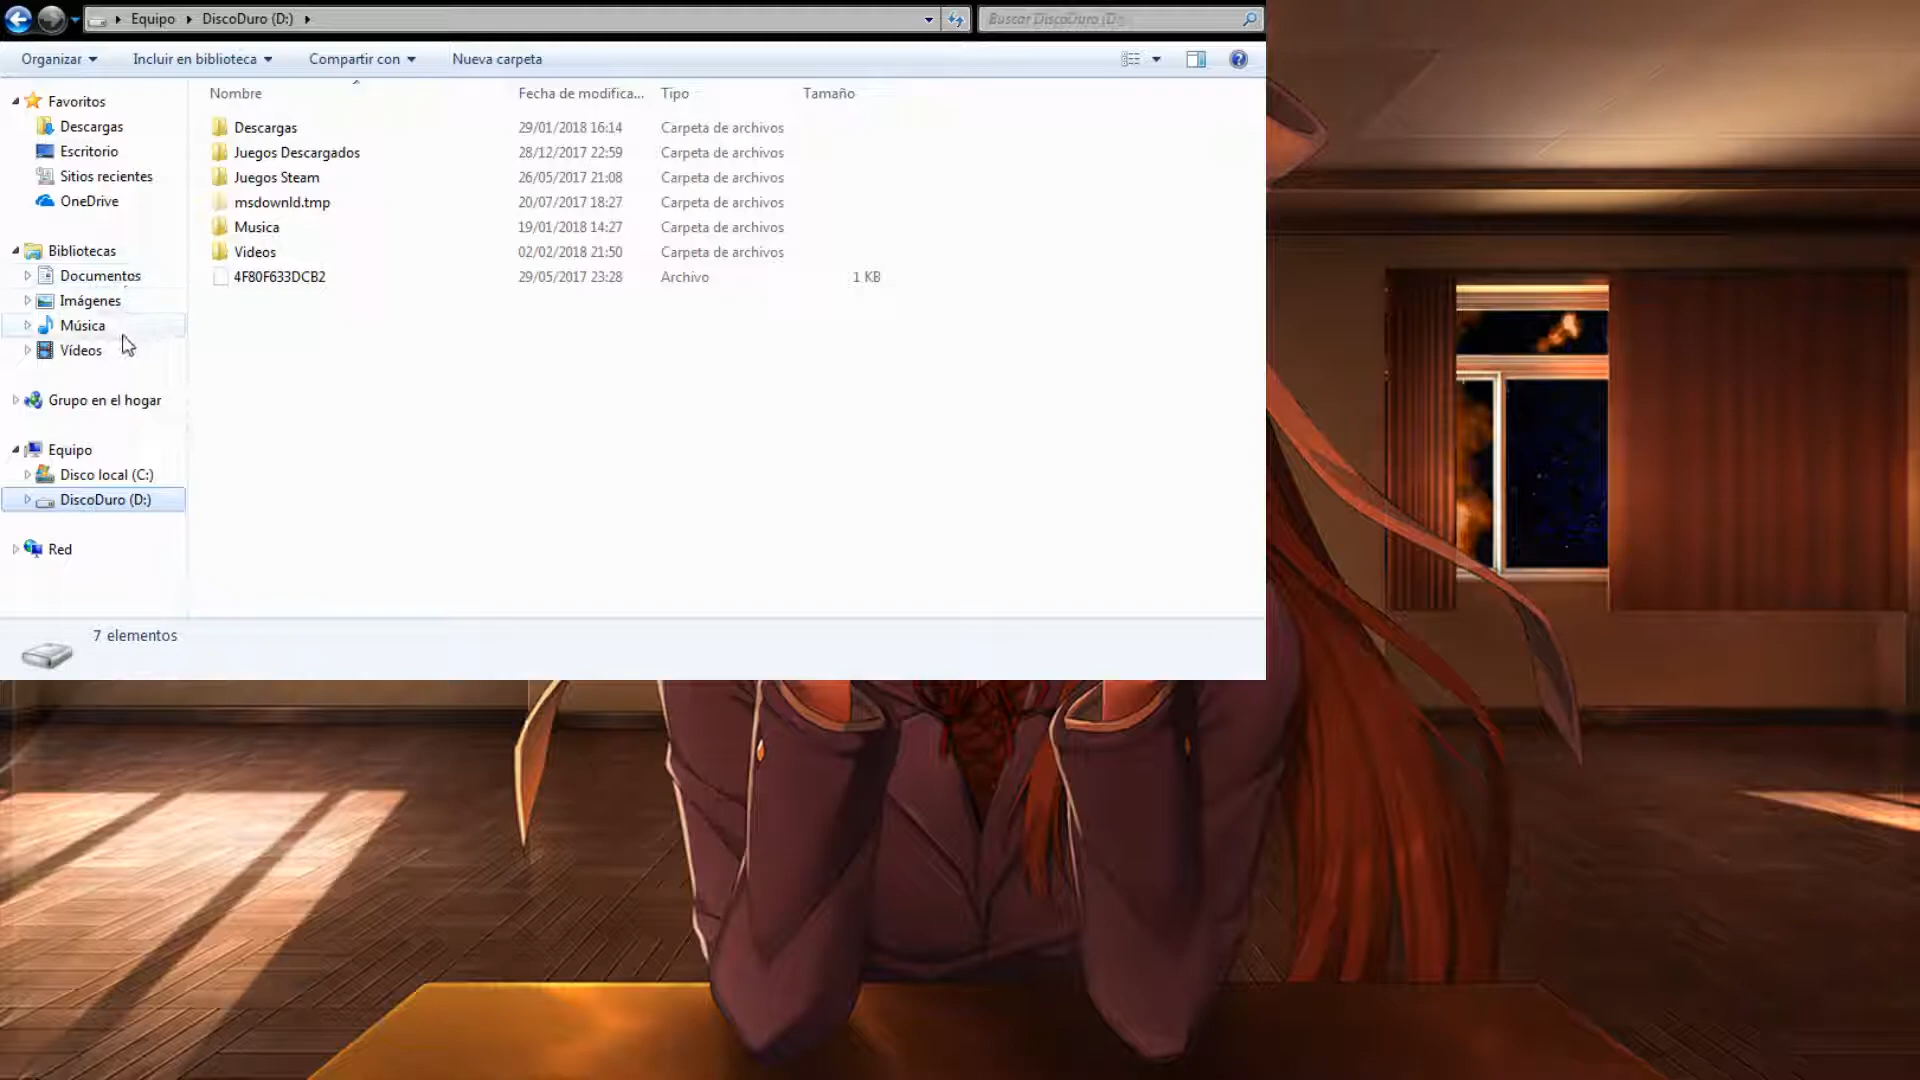 Equipo DiscoDuro (D:)
Buscar DiscoDuro (D:)
Organizar Incluir en biblioteca Compartir con Nueva carpeta
Nombre Fecha de modifica... Tipo Tamaño
Favoritos
Descargas
Escritorio
Sitios recientes
OneDrive
Bibliotecas
Documentos
Imágenes
Música
Vídeos
Grupo en el hogar
Equipo
Disco local (C:)
DiscoDuro (D:)
Red
Descargas 29/01/2018 16:14 Carpeta de archivos
Juegos Descargados 28/12/2017 22:59 Carpeta de archivos
Juegos Steam 26/05/2017 21:08 Carpeta de archivos
msdownld.tmp 20/07/2017 18:27 Carpeta de archivos
Musica 19/01/2018 14:27 Carpeta de archivos
Videos 02/02/2018 21:50 Carpeta de archivos
4F80F633DCB2 29/05/2017 23:28 Archivo 1 KB
7 elementos